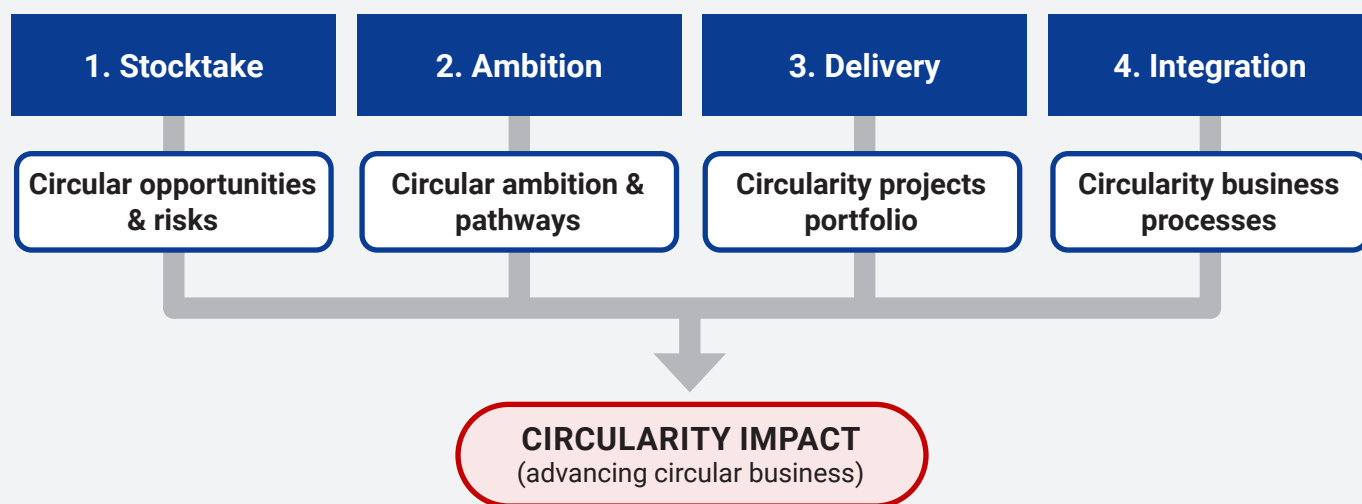 1. Stocktake
2. Ambition
3. Delivery
4. Integration
Circular opportunities
& risks
Circular ambition &
pathways
Circularity projects
portfolio
Circularity business
processes
CIRCULARITY IMPACT
(advancing circular business)